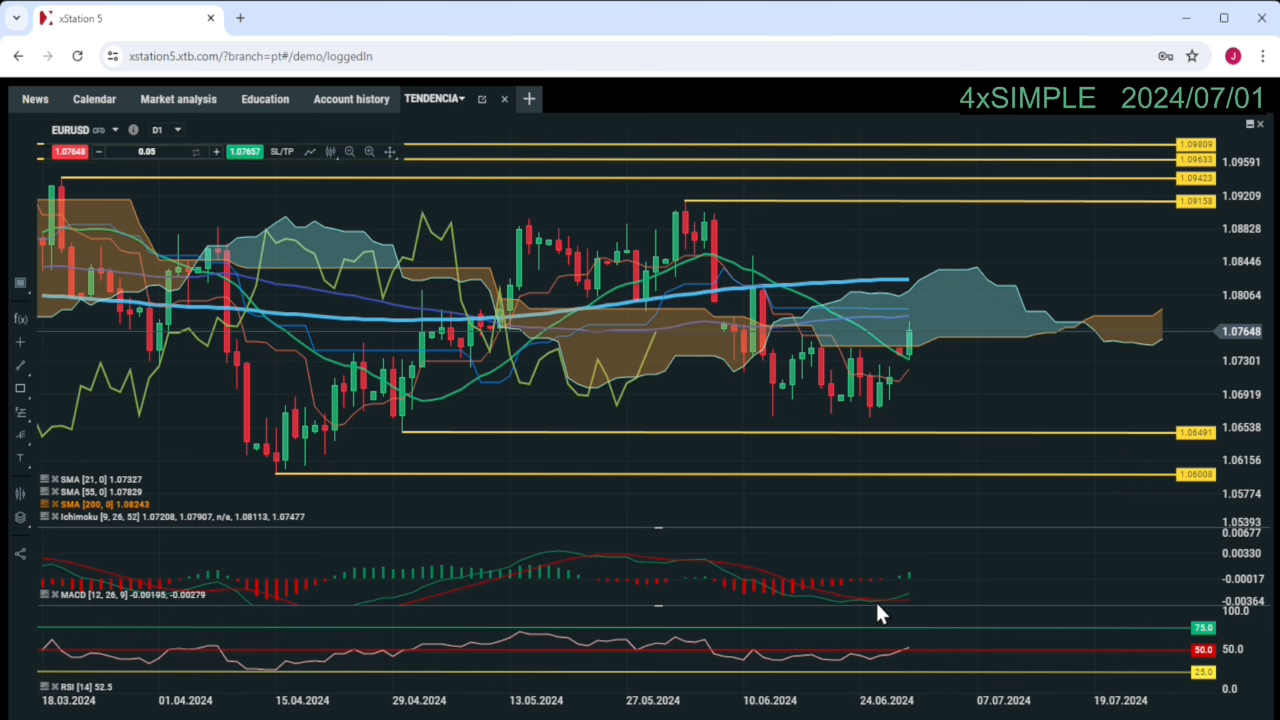 xStation 5
xstation5.xtb.com/?branch=pt#/demo/loggedIn
J
News Calendar Market analysis Education Account history TENDENCIA
4xSIMPLE 2024/07/01
EURUSD CFD D1
1.07648 0.05 1.07657 SL/TP
1.09809
1.09633
1.09591
1.09423
1.09209
1.09158
1.08828
1.08446
1.08064
1.07648
1.07301
1.06919
1.06538
1.06491
1.06156
1.06008
1.05774
1.05393
SMA [21, 0] 1.07327
SMA [55, 0] 1.07829
SMA [200, 0] 1.08243
Ichimoku [9, 26, 52] 1.07208, 1.07907, n/a, 1.08113, 1.07477
0.00677
0.00330
-0.00017
-0.00364
MACD [12, 26, 9] -0.00195, -0.00279
100.0
75.0
50.0 50.0
25.0
0.0
RSI [14] 52.5
18.03.2024 01.04.2024 15.04.2024 29.04.2024 13.05.2024 27.05.2024 10.06.2024 24.06.2024 07.07.2024 19.07.2024